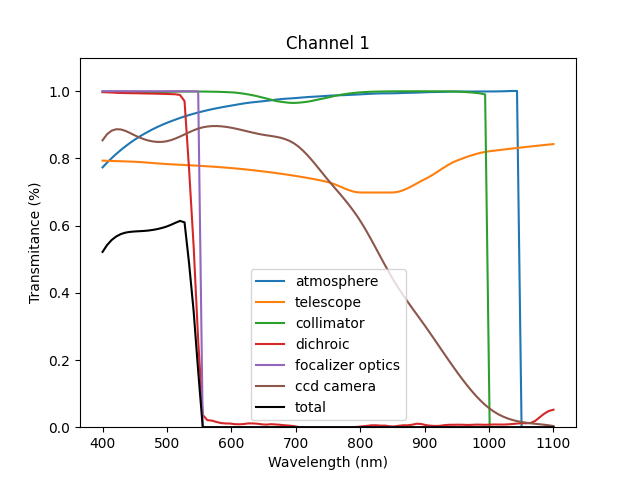 Channel 1
Transmitance (%)
1.0
0.8
0.6
0.4
0.2
0.0
atmosphere
telescope
collimator
dichroic
focalizer optics
ccd camera
total
400 500 600 700 800 900 1000 1100
Wavelength (nm)